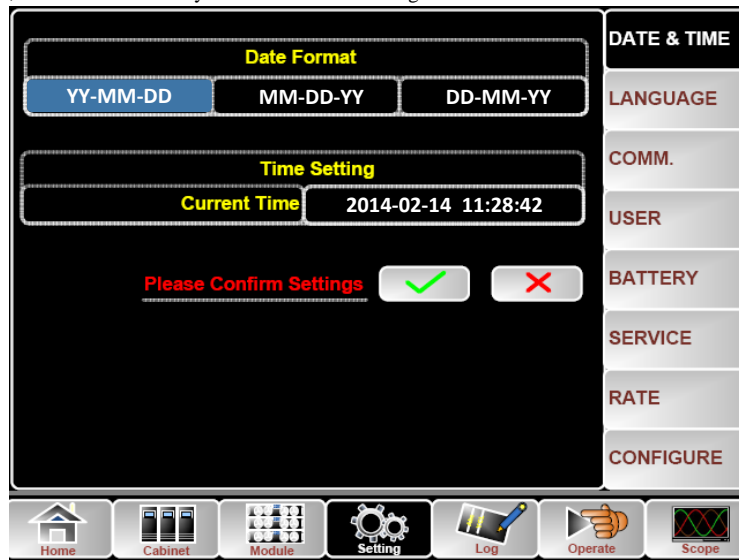 DATE & TIME
Date Format
YY-MM-DD MM-DD-YY DD-MM-YY
LANGUAGE
COMM.
Time Setting
Current Time 2014-02-14 11:28:42
USER
Please Confirm Settings
BATTERY
SERVICE
RATE
CONFIGURE
Home Cabinet Module Setting Log Operate Scope